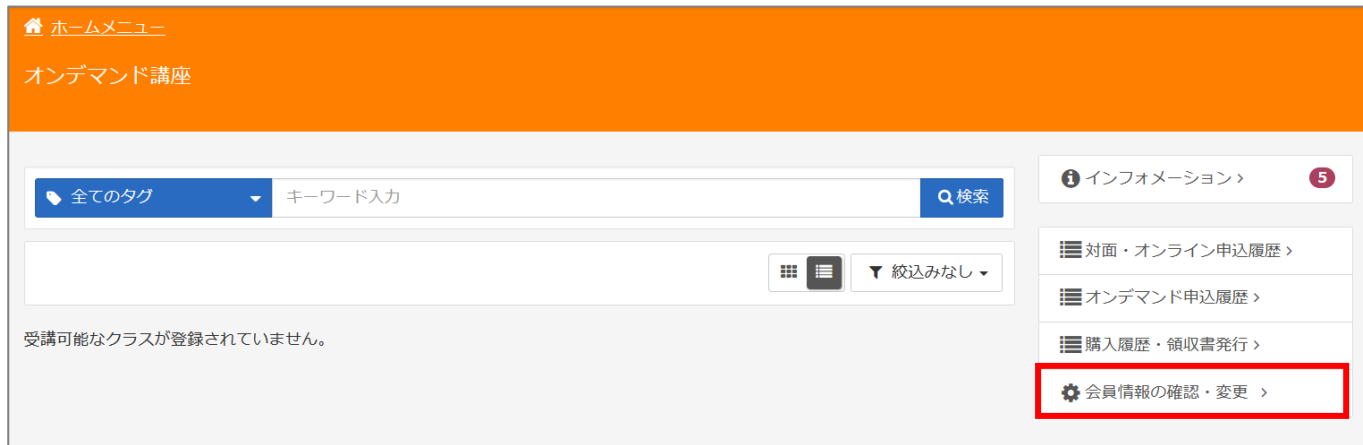 ホームメニュー
オンデマンド講座
全てのタグ
キーワード入力
検索
絞込みなし
受講可能なクラスが登録されていません。
インフォメーション
5
対面・オンライン申込履歴
オンデマンド申込履歴
購入履歴・領収書発行
会員情報の確認・変更